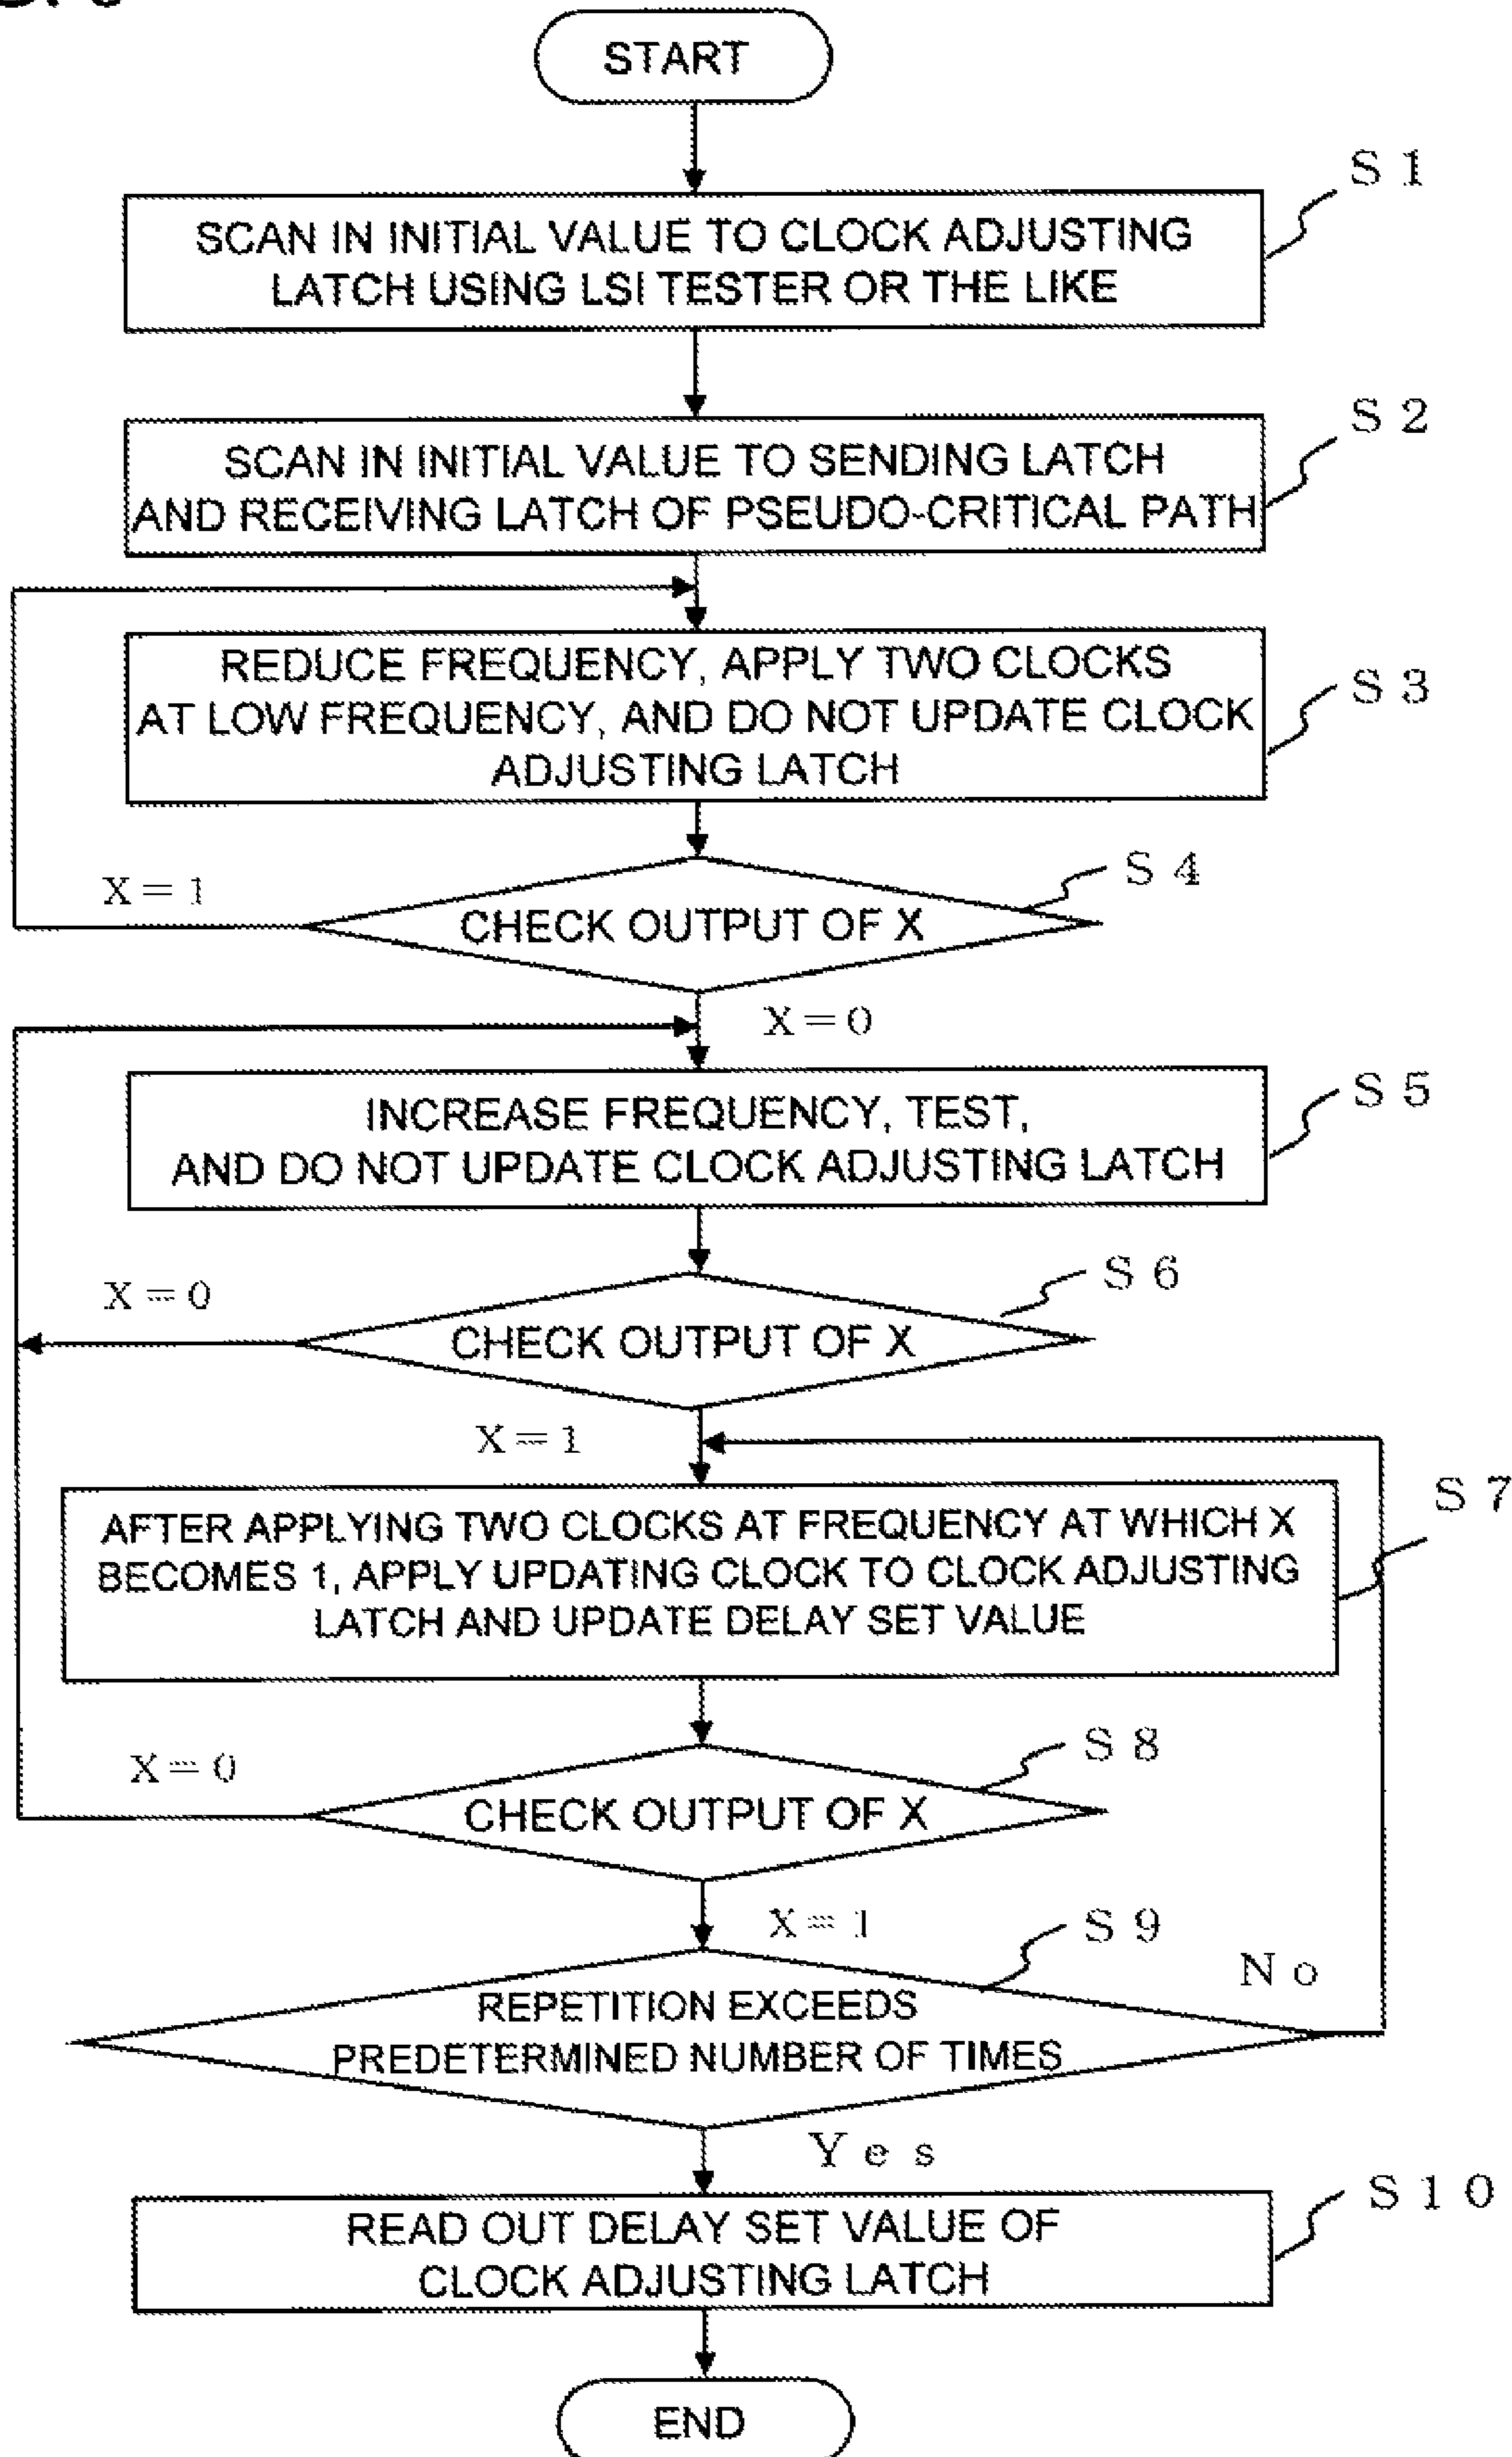 START
S 1
SCAN IN INITIAL VALUE TO CLOCK ADJUSTING
LATCH USING LSI TESTER OR THE LIKE
S 2
SCAN IN INITIAL VALUE TO SENDING LATCH
AND RECEIVING LATCH OF PSEUDO-CRITICAL PATH
S 3
REDUCE FREQUENCY, APPLY TWO CLOCKS
AT LOW FREQUENCY, AND DO NOT UPDATE CLOCK
ADJUSTING LATCH
S 4
X = 1
CHECK OUTPUT OF X
X = 0
S 5
INCREASE FREQUENCY, TEST,
AND DO NOT UPDATE CLOCK ADJUSTING LATCH
S 6
X = 0
CHECK OUTPUT OF X
X = 1
S 7
AFTER APPLYING TWO CLOCKS AT FREQUENCY AT WHICH X
BECOMES 1, APPLY UPDATING CLOCK TO CLOCK ADJUSTING
LATCH AND UPDATE DELAY SET VALUE
S 8
X = 0
CHECK OUTPUT OF X
X = 1
S 9
No
REPETITION EXCEEDS
PREDETERMINED NUMBER OF TIMES
Yes
S 10
READ OUT DELAY SET VALUE OF
CLOCK ADJUSTING LATCH
END